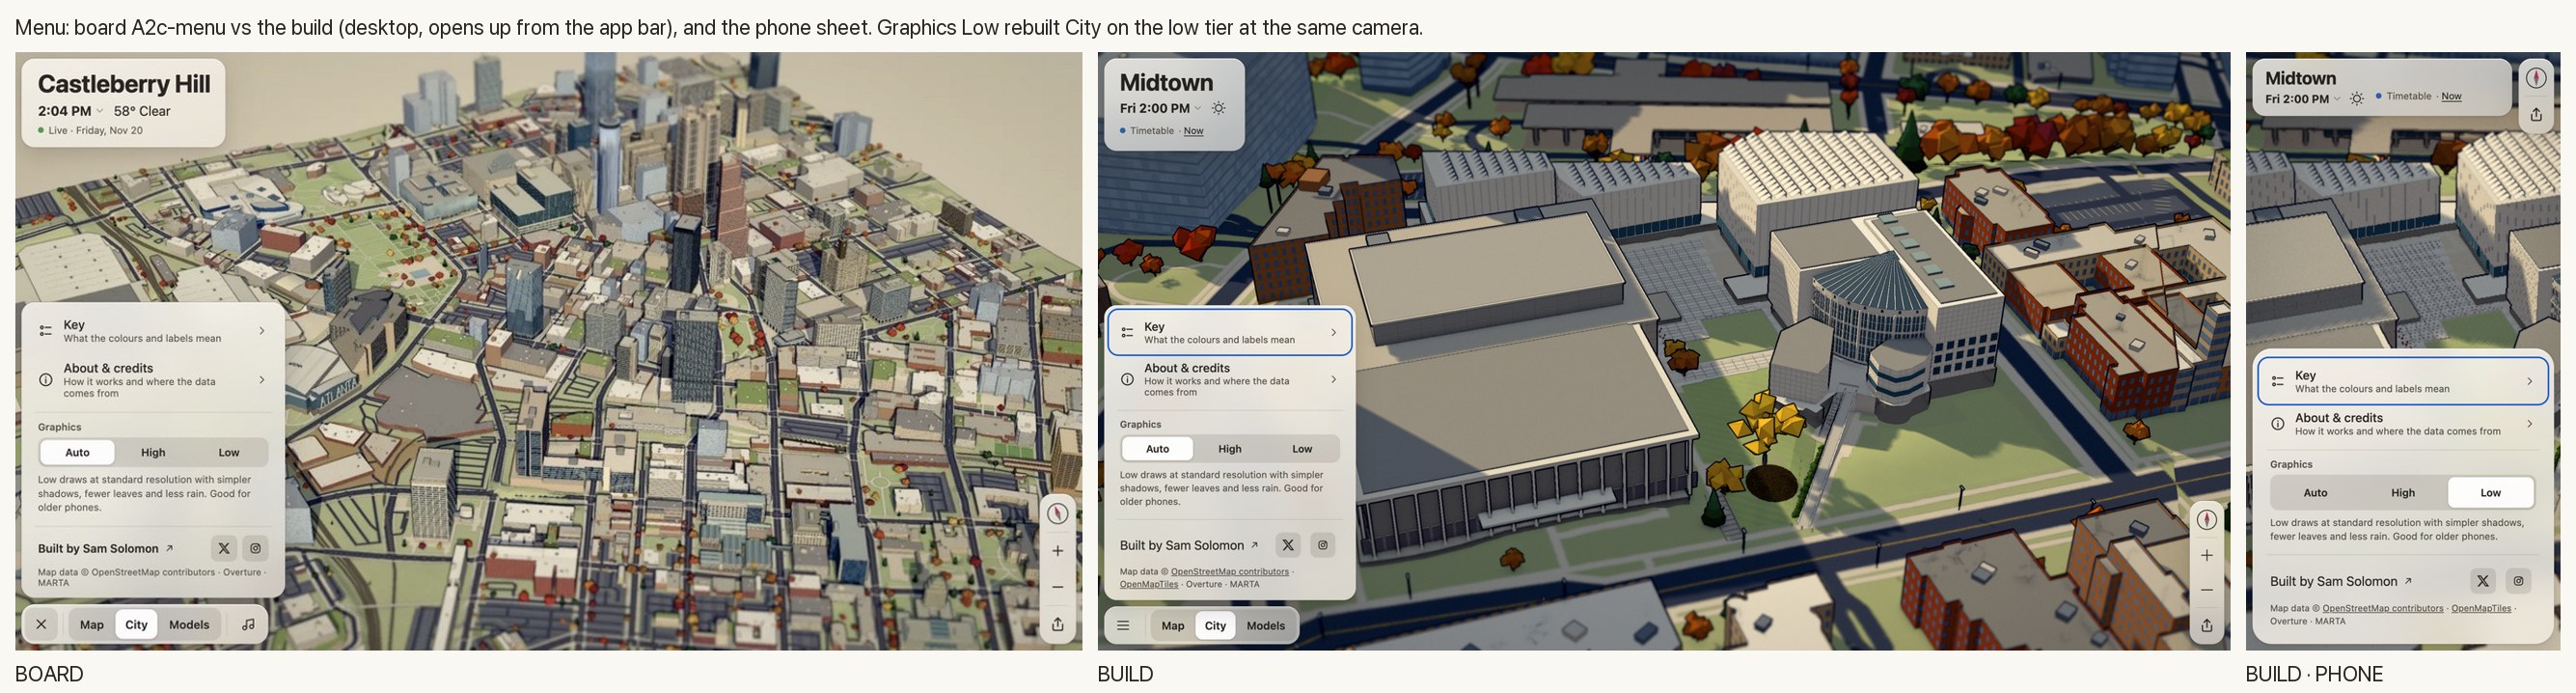 Menu: board A2c-menu vs the build (desktop, opens up from the app bar), and the phone sheet. Graphics Low rebuilt City on the low tier at the same camera.
Castleberry Hill
2:04 PM 58° Clear
Live · Friday, Nov 20
ATLANTA
Key
What the colours and labels mean
About & credits
How it works and where the data
comes from
Graphics
Auto High Low
Low draws at standard resolution with simpler
shadows, fewer leaves and less rain. Good for
older phones.
Built by Sam Solomon ↗
Map data © OpenStreetMap contributors · Overture ·
MARTA
Map City Models
BOARD
Midtown
Fri 2:00 PM
Timetable · Now
Key
What the colours and labels mean
About & credits
How it works and where the data
comes from
Graphics
Auto High Low
Low draws at standard resolution with simpler
shadows, fewer leaves and less rain. Good for
older phones.
Built by Sam Solomon ↗
Map data © OpenStreetMap contributors ·
OpenMapTiles · Overture · MARTA
Map City Models
BUILD
Midtown
Fri 2:00 PM Timetable · Now
Key
What the colours and labels mean
About & credits
How it works and where the data comes from
Graphics
Auto High Low
Low draws at standard resolution with simpler shadows,
fewer leaves and less rain. Good for older phones.
Built by Sam Solomon ↗
Map data © OpenStreetMap contributors · OpenMapTiles ·
Overture · MARTA
BUILD · PHONE